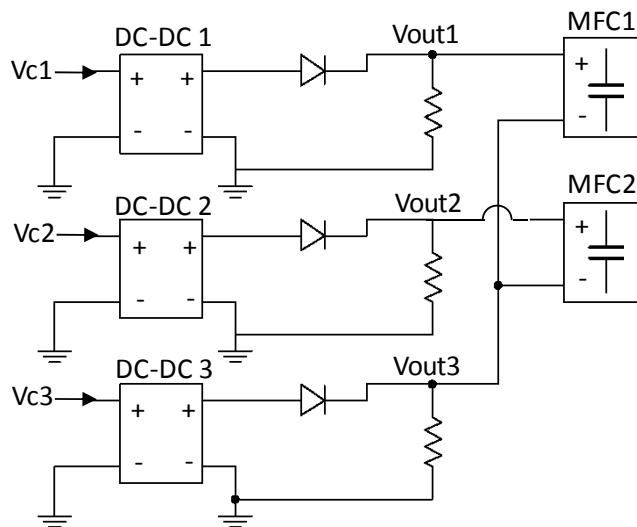 DC-DC 1
Vout1
MFC1
Vc1
+
+
+
-
-
-
DC-DC 2
Vout2
MFC2
Vc2
+
+
+
-
-
-
DC-DC 3
Vout3
Vc3
+
+
-
-